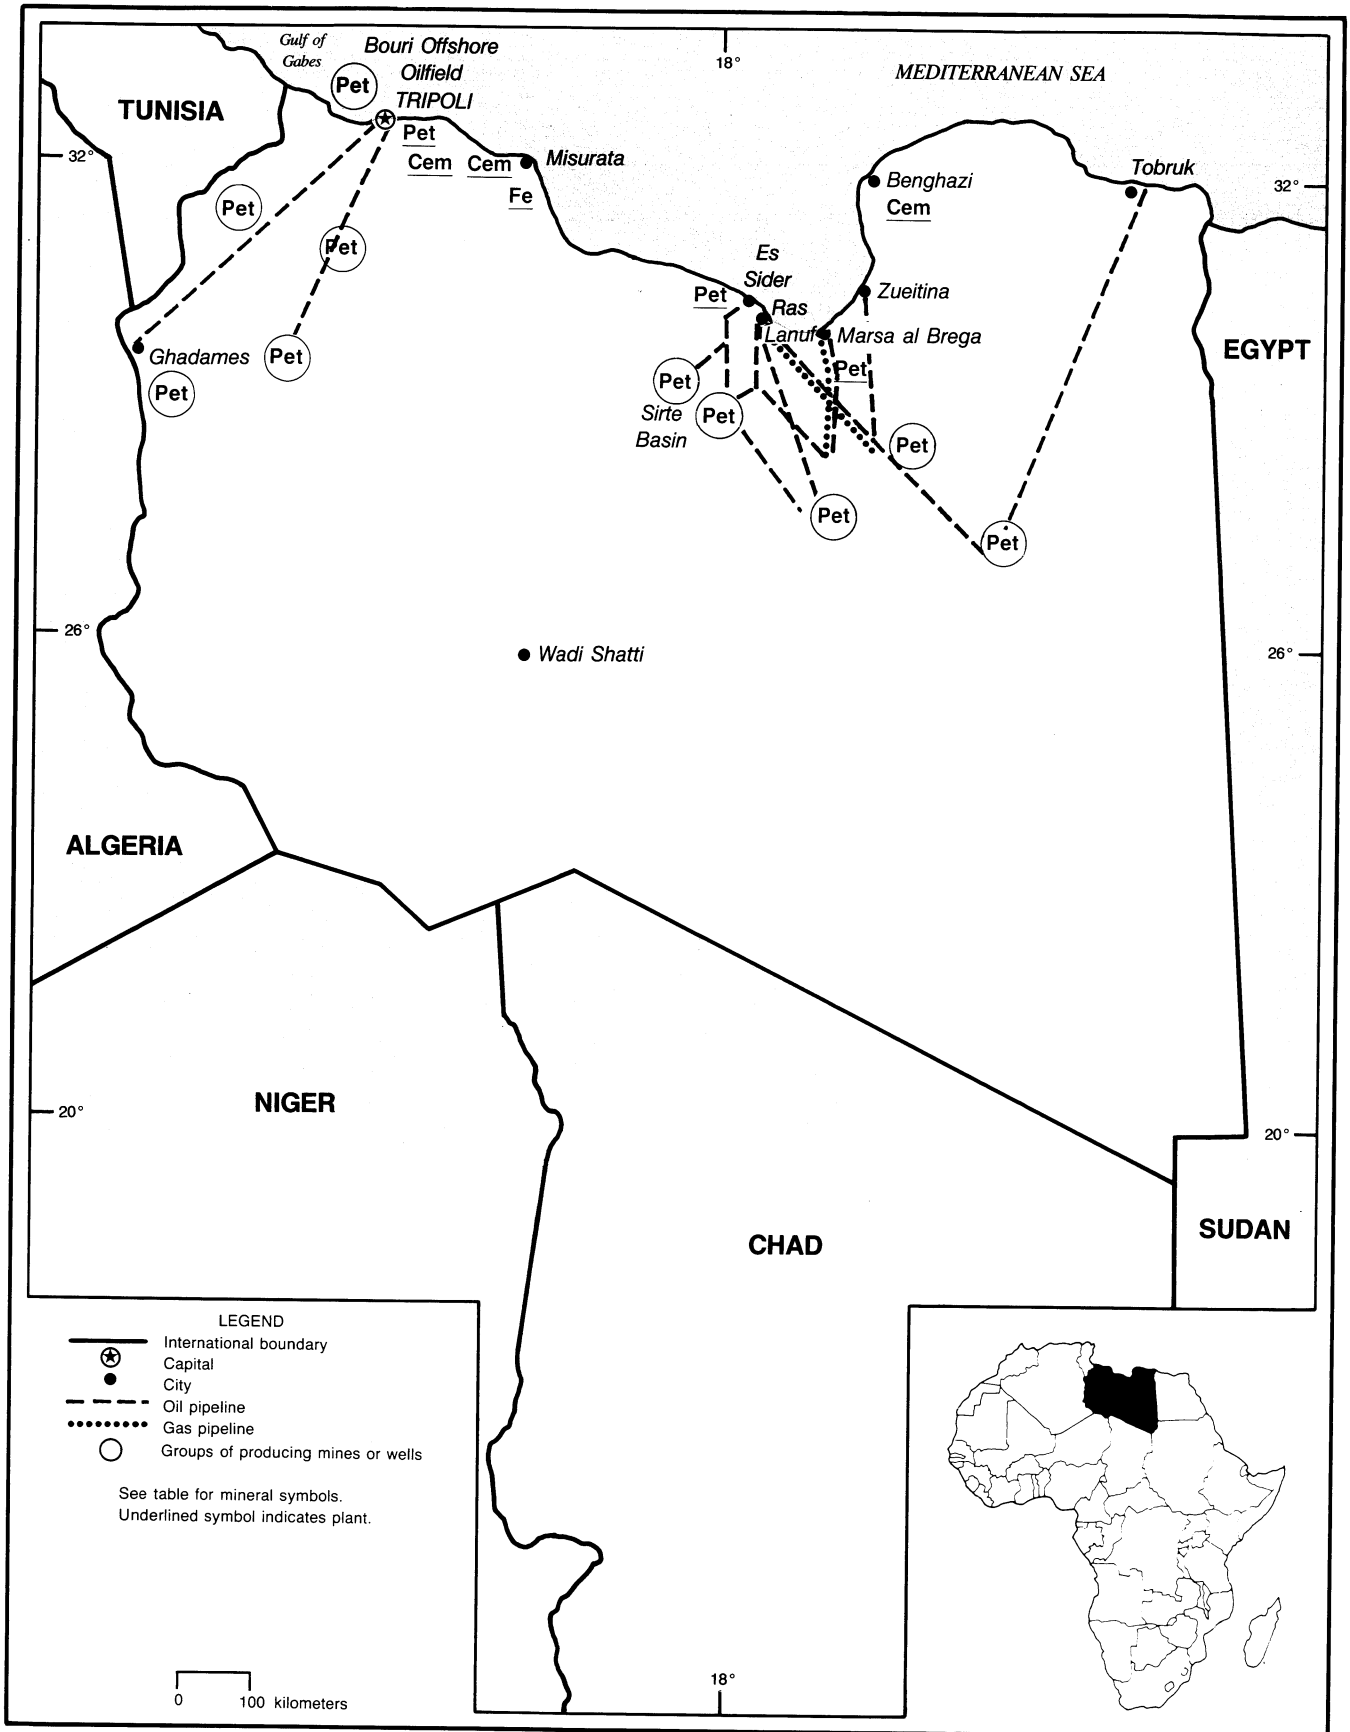 Gulf of
Gabes
Bouri Offshore
Oilfield
Pet
TRIPOLI
18°
MEDITERRANEAN SEA
TUNISIA
Pet
32°
Cem
Cem
Misurata
Fe
Tobruk
32°
Benghazi
Cem
Pet
Pet
Es
Sider
Pet
Ras
Lanuf
Zueitina
Marsa al Brega
Pet
EGYPT
Ghadames
Pet
Pet
Pet
Sirte
Basin
Pet
Pet
Pet
Pet
26°
Wadi Shatti
26°
ALGERIA
NIGER
20°
20°
CHAD
SUDAN
LEGEND
International boundary
Capital
City
Oil pipeline
Gas pipeline
Groups of producing mines or wells
See table for mineral symbols.
Underlined symbol indicates plant.
0 100 kilometers
18°